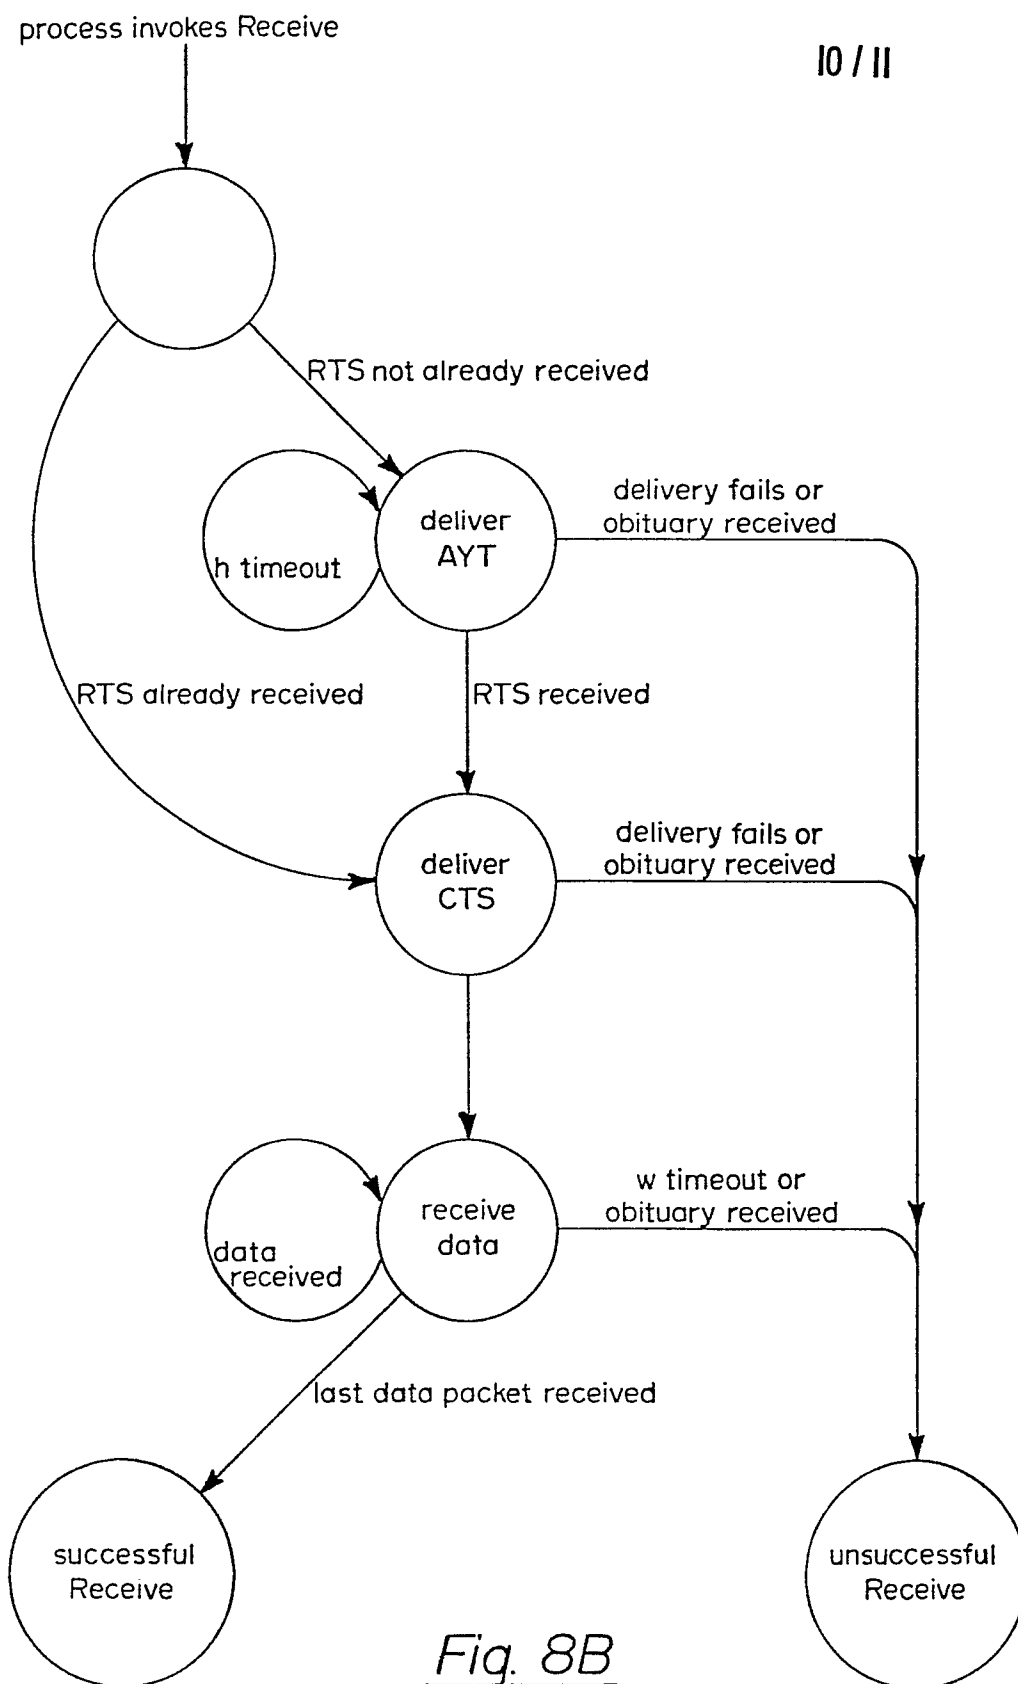 process invokes Receive
10/11
RTS not already received
delivery fails or
obituary received
deliver
AYT
h timeout
RTS already received
RTS received
delivery fails or
obituary received
deliver
CTS
w timeout or
obituary received
receive
data
data
received
last data packet received
successful
Receive
unsuccessful
Receive
Fig. 8B